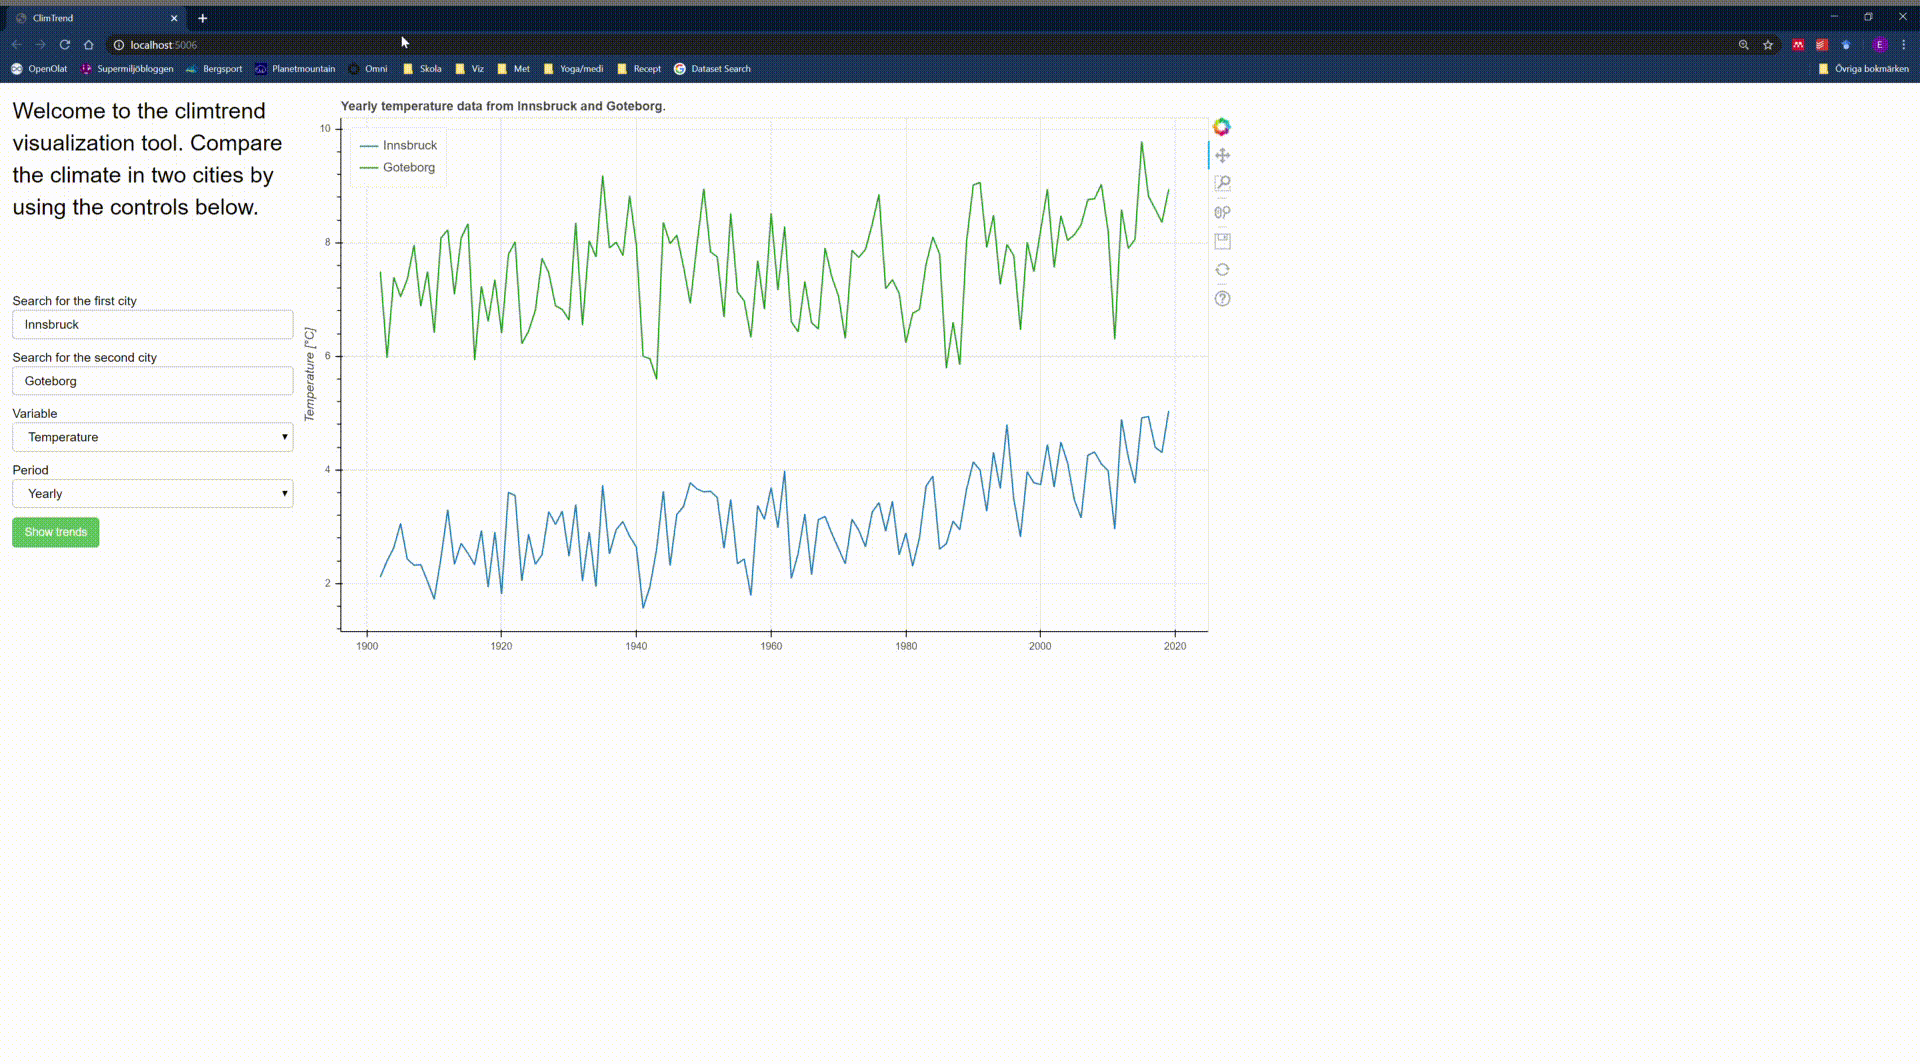 ClimTrend
localhost:5006
E
OpenOlat Supermiljöbloggen Bergsport Planetmountain Omni Skola Viz Met Yoga/medi Recept Dataset Search Övriga bokmärken
Welcome to the climtrend
visualization tool. Compare
the climate in two cities by
using the controls below.
Search for the first city
Innsbruck
Search for the second city
Goteborg
Variable
Temperature
Period
Yearly
Show trends
Yearly temperature data from Innsbruck and Goteborg.
Innsbruck
Goteborg
Temperature [°C]
10
8
6
4
2
1900 1920 1940 1960 1980 2000 2020